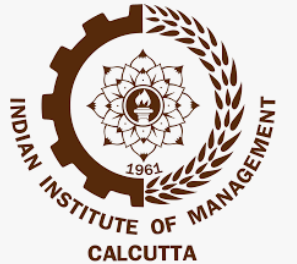 1961
INDIAN INSTITUTE OF MANAGEMENT
CALCUTTA